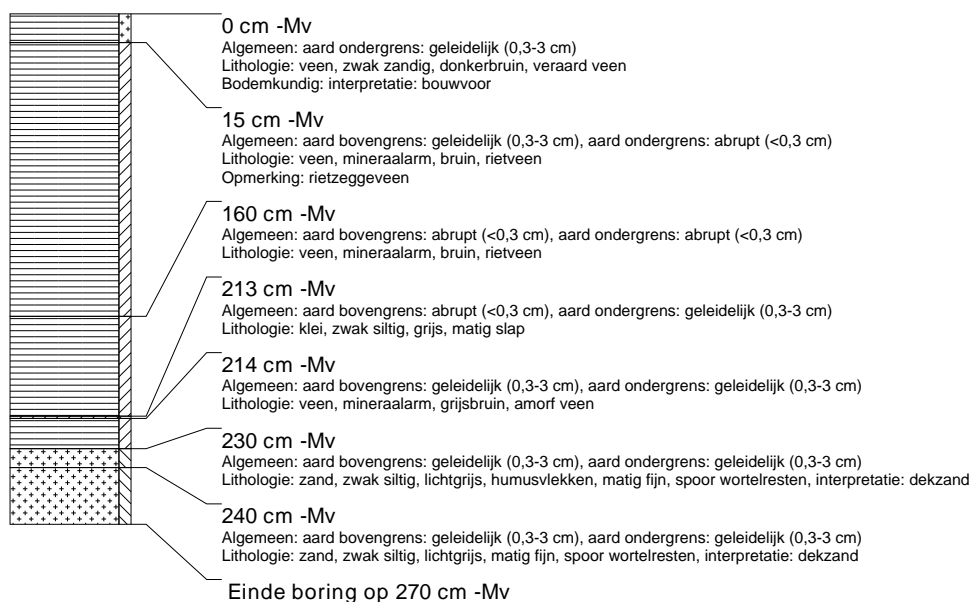 0 cm -Mv
Algemeen: aard ondergrens: geleidelijk (0,3-3 cm)
Lithologie: veen, zwak zandig, donkerbruin, veraard veen
Bodemkundig: interpretatie: bouwvoor
15 cm -Mv
Algemeen: aard bovengrens: geleidelijk (0,3-3 cm), aard ondergrens: abrupt (<0,3 cm)
Lithologie: veen, mineraalarm, bruin, rietveen
Opmerking: rietzeggeveen
160 cm -Mv
Algemeen: aard bovengrens: abrupt (<0,3 cm), aard ondergrens: abrupt (<0,3 cm)
Lithologie: veen, mineraalarm, bruin, rietveen
213 cm -Mv
Algemeen: aard bovengrens: abrupt (<0,3 cm), aard ondergrens: geleidelijk (0,3-3 cm)
Lithologie: klei, zwak siltig, grijs, matig slap
214 cm -Mv
Algemeen: aard bovengrens: geleidelijk (0,3-3 cm), aard ondergrens: geleidelijk (0,3-3 cm)
Lithologie: veen, mineraalarm, grijsbruin, amorf veen
230 cm -Mv
Algemeen: aard bovengrens: geleidelijk (0,3-3 cm), aard ondergrens: geleidelijk (0,3-3 cm)
Lithologie: zand, zwak siltig, lichtgrijs, humusvlekken, matig fijn, spoor wortelresten, interpretatie: dekzand
240 cm -Mv
Algemeen: aard bovengrens: geleidelijk (0,3-3 cm), aard ondergrens: geleidelijk (0,3-3 cm)
Lithologie: zand, zwak siltig, lichtgrijs, matig fijn, spoor wortelresten, interpretatie: dekzand
Einde boring op 270 cm -Mv